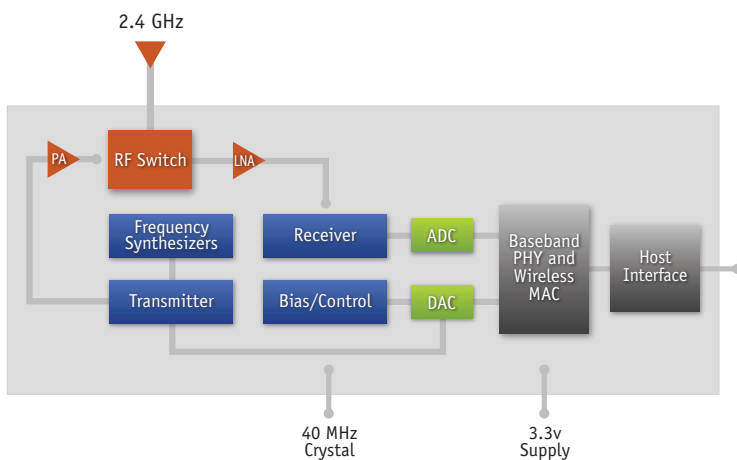 2.4 GHz
PA
RF Switch
LNA
Frequency
Synthesizers
Receiver
ADC
Baseband
PHY and
Wireless
MAC
Host
Interface
Transmitter
Bias/Control
DAC
40 MHz
Crystal
3.3v
Supply